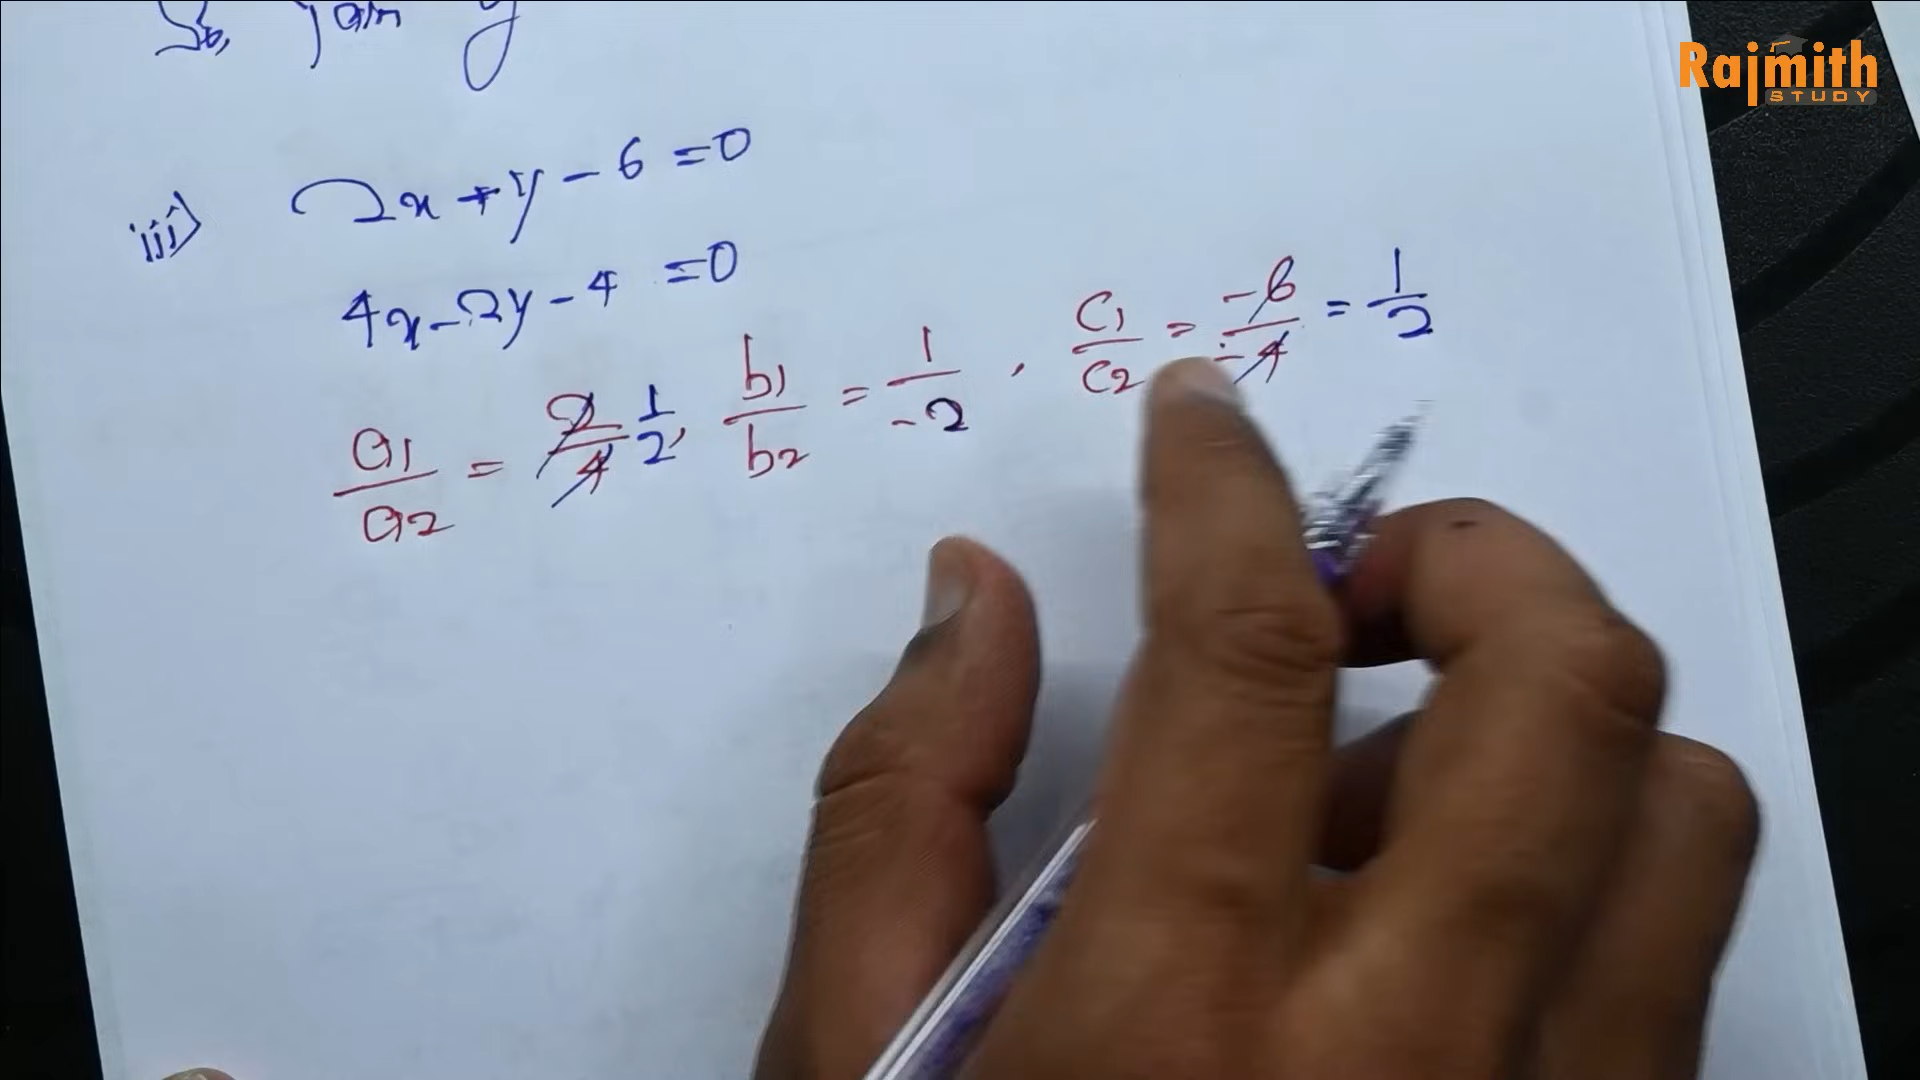 Rajmith
STUDY
So,
iii) 2x + y - 6 = 0
4x - 2y - 4 = 0
a1/a2 = 2/4 1/2, b1/b2 = 1/-2, c1/c2 = -6/-4 = 1/2